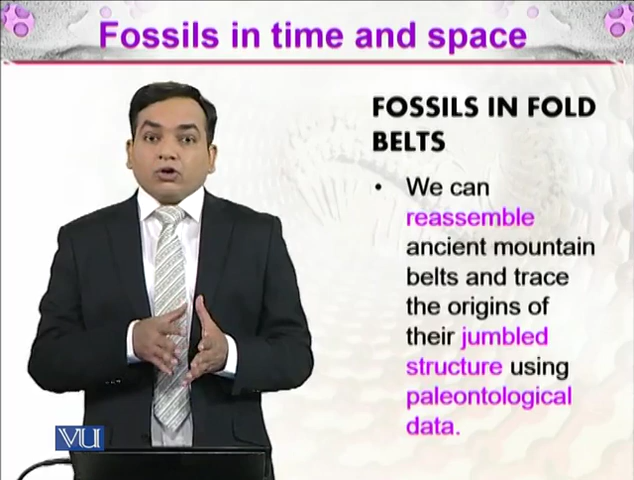 Fossils in time and space
FOSSILS IN FOLD
BELTS
• We can
reassemble
ancient mountain
belts and trace
the origins of
their jumbled
structure using
paleontological
data.
VU